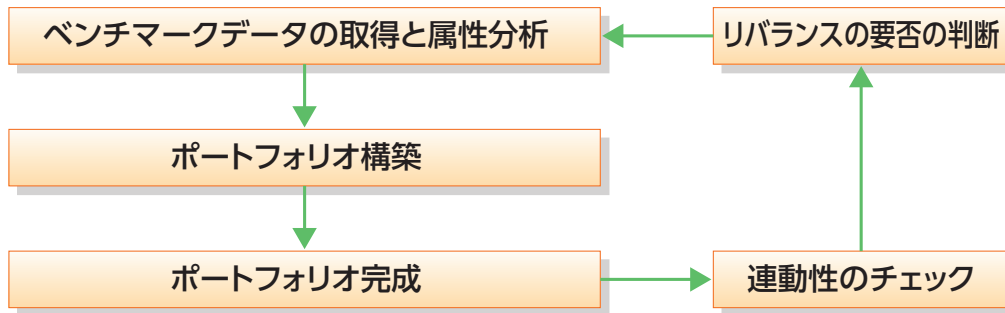 ベンチマークデータの取得と属性分析
リバランスの要否の判断
ポートフォリオ構築
ポートフォリオ完成
連動性のチェック